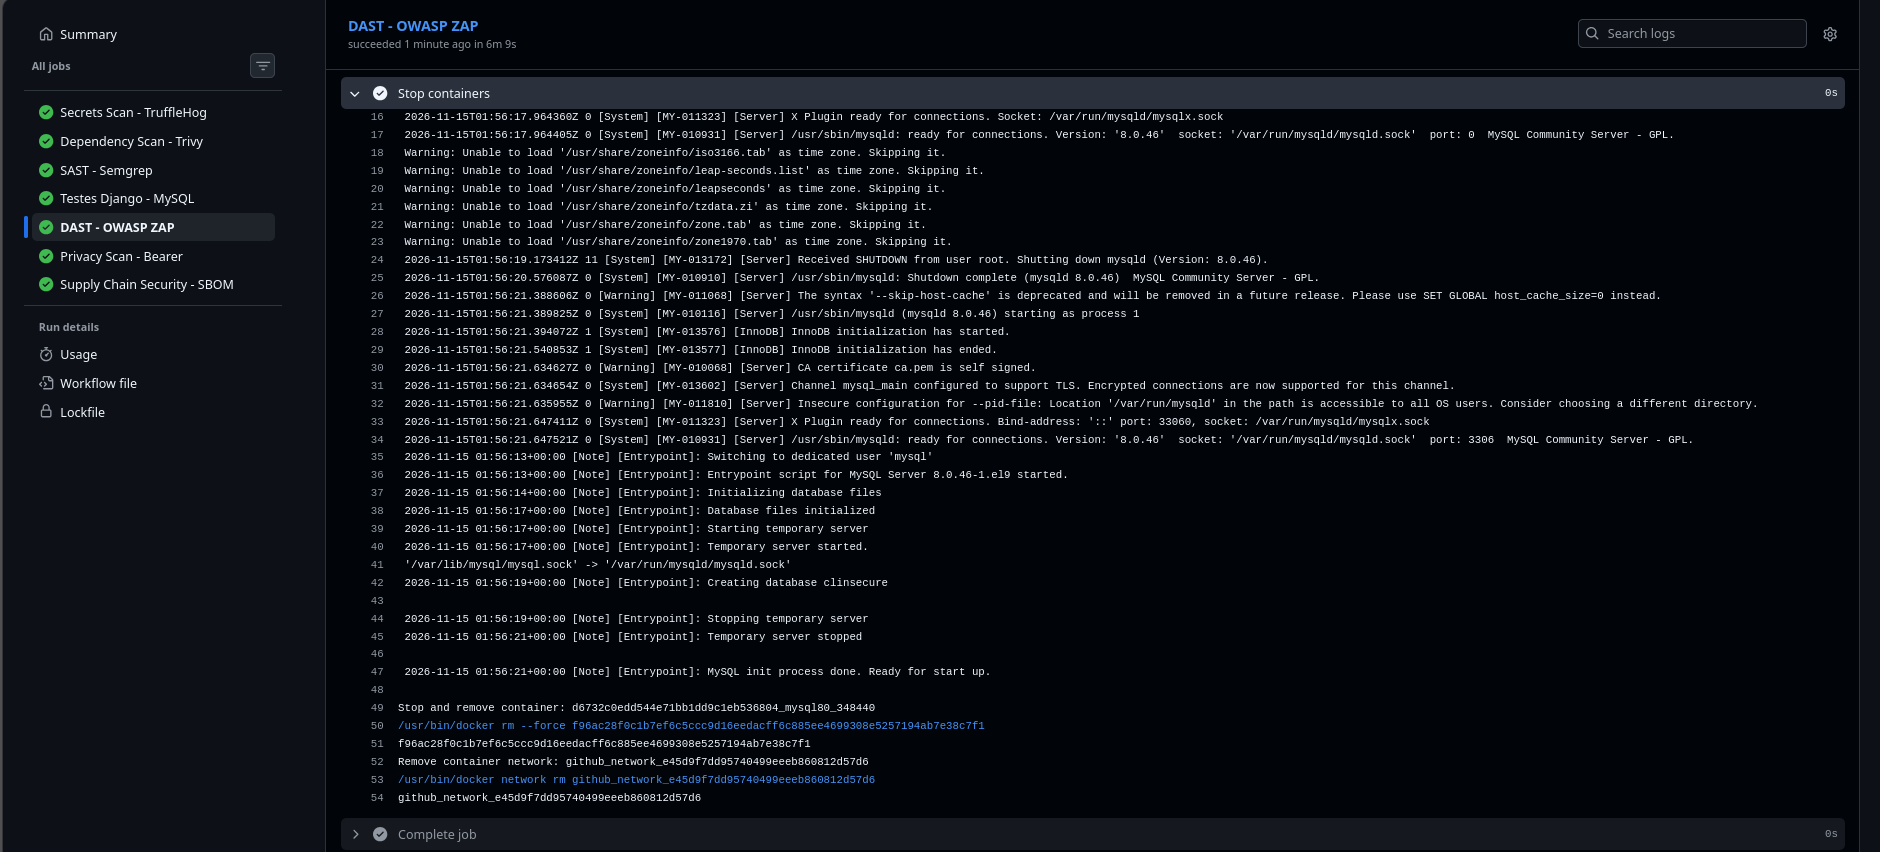 Summary
All jobs
Secrets Scan - TruffleHog
Dependency Scan - Trivy
SAST - Semgrep
Testes Django - MySQL
DAST - OWASP ZAP
Privacy Scan - Bearer
Supply Chain Security - SBOM
Run details
Usage
Workflow file
Lockfile
DAST - OWASP ZAP
succeeded 1 minute ago in 6m 9s
Search logs
Stop containers 0s
16 2026-11-15T01:56:17.964360Z 0 [System] [MY-011323] [Server] X Plugin ready for connections. Socket: /var/run/mysqld/mysqlx.sock
17 2026-11-15T01:56:17.964405Z 0 [System] [MY-010931] [Server] /usr/sbin/mysqld: ready for connections. Version: '8.0.46'  socket: '/var/run/mysqld/mysqld.sock'  port: 0  MySQL Community Server - GPL.
18 Warning: Unable to load '/usr/share/zoneinfo/iso3166.tab' as time zone. Skipping it.
19 Warning: Unable to load '/usr/share/zoneinfo/leap-seconds.list' as time zone. Skipping it.
20 Warning: Unable to load '/usr/share/zoneinfo/leapseconds' as time zone. Skipping it.
21 Warning: Unable to load '/usr/share/zoneinfo/tzdata.zi' as time zone. Skipping it.
22 Warning: Unable to load '/usr/share/zoneinfo/zone.tab' as time zone. Skipping it.
23 Warning: Unable to load '/usr/share/zoneinfo/zone1970.tab' as time zone. Skipping it.
24 2026-11-15T01:56:19.173412Z 11 [System] [MY-013172] [Server] Received SHUTDOWN from user root. Shutting down mysqld (Version: 8.0.46).
25 2026-11-15T01:56:20.576087Z 0 [System] [MY-010910] [Server] /usr/sbin/mysqld: Shutdown complete (mysqld 8.0.46)  MySQL Community Server - GPL.
26 2026-11-15T01:56:21.388606Z 0 [Warning] [MY-011068] [Server] The syntax '--skip-host-cache' is deprecated and will be removed in a future release. Please use SET GLOBAL host_cache_size=0 instead.
27 2026-11-15T01:56:21.389825Z 0 [System] [MY-010116] [Server] /usr/sbin/mysqld (mysqld 8.0.46) starting as process 1
28 2026-11-15T01:56:21.394072Z 1 [System] [MY-013576] [InnoDB] InnoDB initialization has started.
29 2026-11-15T01:56:21.540853Z 1 [System] [MY-013577] [InnoDB] InnoDB initialization has ended.
30 2026-11-15T01:56:21.634627Z 0 [Warning] [MY-010068] [Server] CA certificate ca.pem is self signed.
31 2026-11-15T01:56:21.634654Z 0 [System] [MY-013602] [Server] Channel mysql_main configured to support TLS. Encrypted connections are now supported for this channel.
32 2026-11-15T01:56:21.635955Z 0 [Warning] [MY-011810] [Server] Insecure configuration for --pid-file: Location '/var/run/mysqld' in the path is accessible to all OS users. Consider choosing a different directory.
33 2026-11-15T01:56:21.647411Z 0 [System] [MY-011323] [Server] X Plugin ready for connections. Bind-address: '::' port: 33060, socket: /var/run/mysqld/mysqlx.sock
34 2026-11-15T01:56:21.647521Z 0 [System] [MY-010931] [Server] /usr/sbin/mysqld: ready for connections. Version: '8.0.46'  socket: '/var/run/mysqld/mysqld.sock'  port: 3306  MySQL Community Server - GPL.
35 2026-11-15 01:56:13+00:00 [Note] [Entrypoint]: Switching to dedicated user 'mysql'
36 2026-11-15 01:56:13+00:00 [Note] [Entrypoint]: Entrypoint script for MySQL Server 8.0.46-1.el9 started.
37 2026-11-15 01:56:14+00:00 [Note] [Entrypoint]: Initializing database files
38 2026-11-15 01:56:17+00:00 [Note] [Entrypoint]: Database files initialized
39 2026-11-15 01:56:17+00:00 [Note] [Entrypoint]: Starting temporary server
40 2026-11-15 01:56:17+00:00 [Note] [Entrypoint]: Temporary server started.
41 '/var/lib/mysql/mysql.sock' -> '/var/run/mysqld/mysqld.sock'
42 2026-11-15 01:56:19+00:00 [Note] [Entrypoint]: Creating database clinsecure
43
44 2026-11-15 01:56:19+00:00 [Note] [Entrypoint]: Stopping temporary server
45 2026-11-15 01:56:21+00:00 [Note] [Entrypoint]: Temporary server stopped
46
47 2026-11-15 01:56:21+00:00 [Note] [Entrypoint]: MySQL init process done. Ready for start up.
48
49 Stop and remove container: d6732c0edd544e71bb1dd9c1eb536804_mysql80_348440
50 /usr/bin/docker rm --force f96ac28f0c1b7ef6c5ccc9d16eedacff6c885ee4699308e5257194ab7e38c7f1
51 f96ac28f0c1b7ef6c5ccc9d16eedacff6c885ee4699308e5257194ab7e38c7f1
52 Remove container network: github_network_e45d9f7dd95740499eeeb860812d57d6
53 /usr/bin/docker network rm github_network_e45d9f7dd95740499eeeb860812d57d6
54 github_network_e45d9f7dd95740499eeeb860812d57d6
Complete job 0s